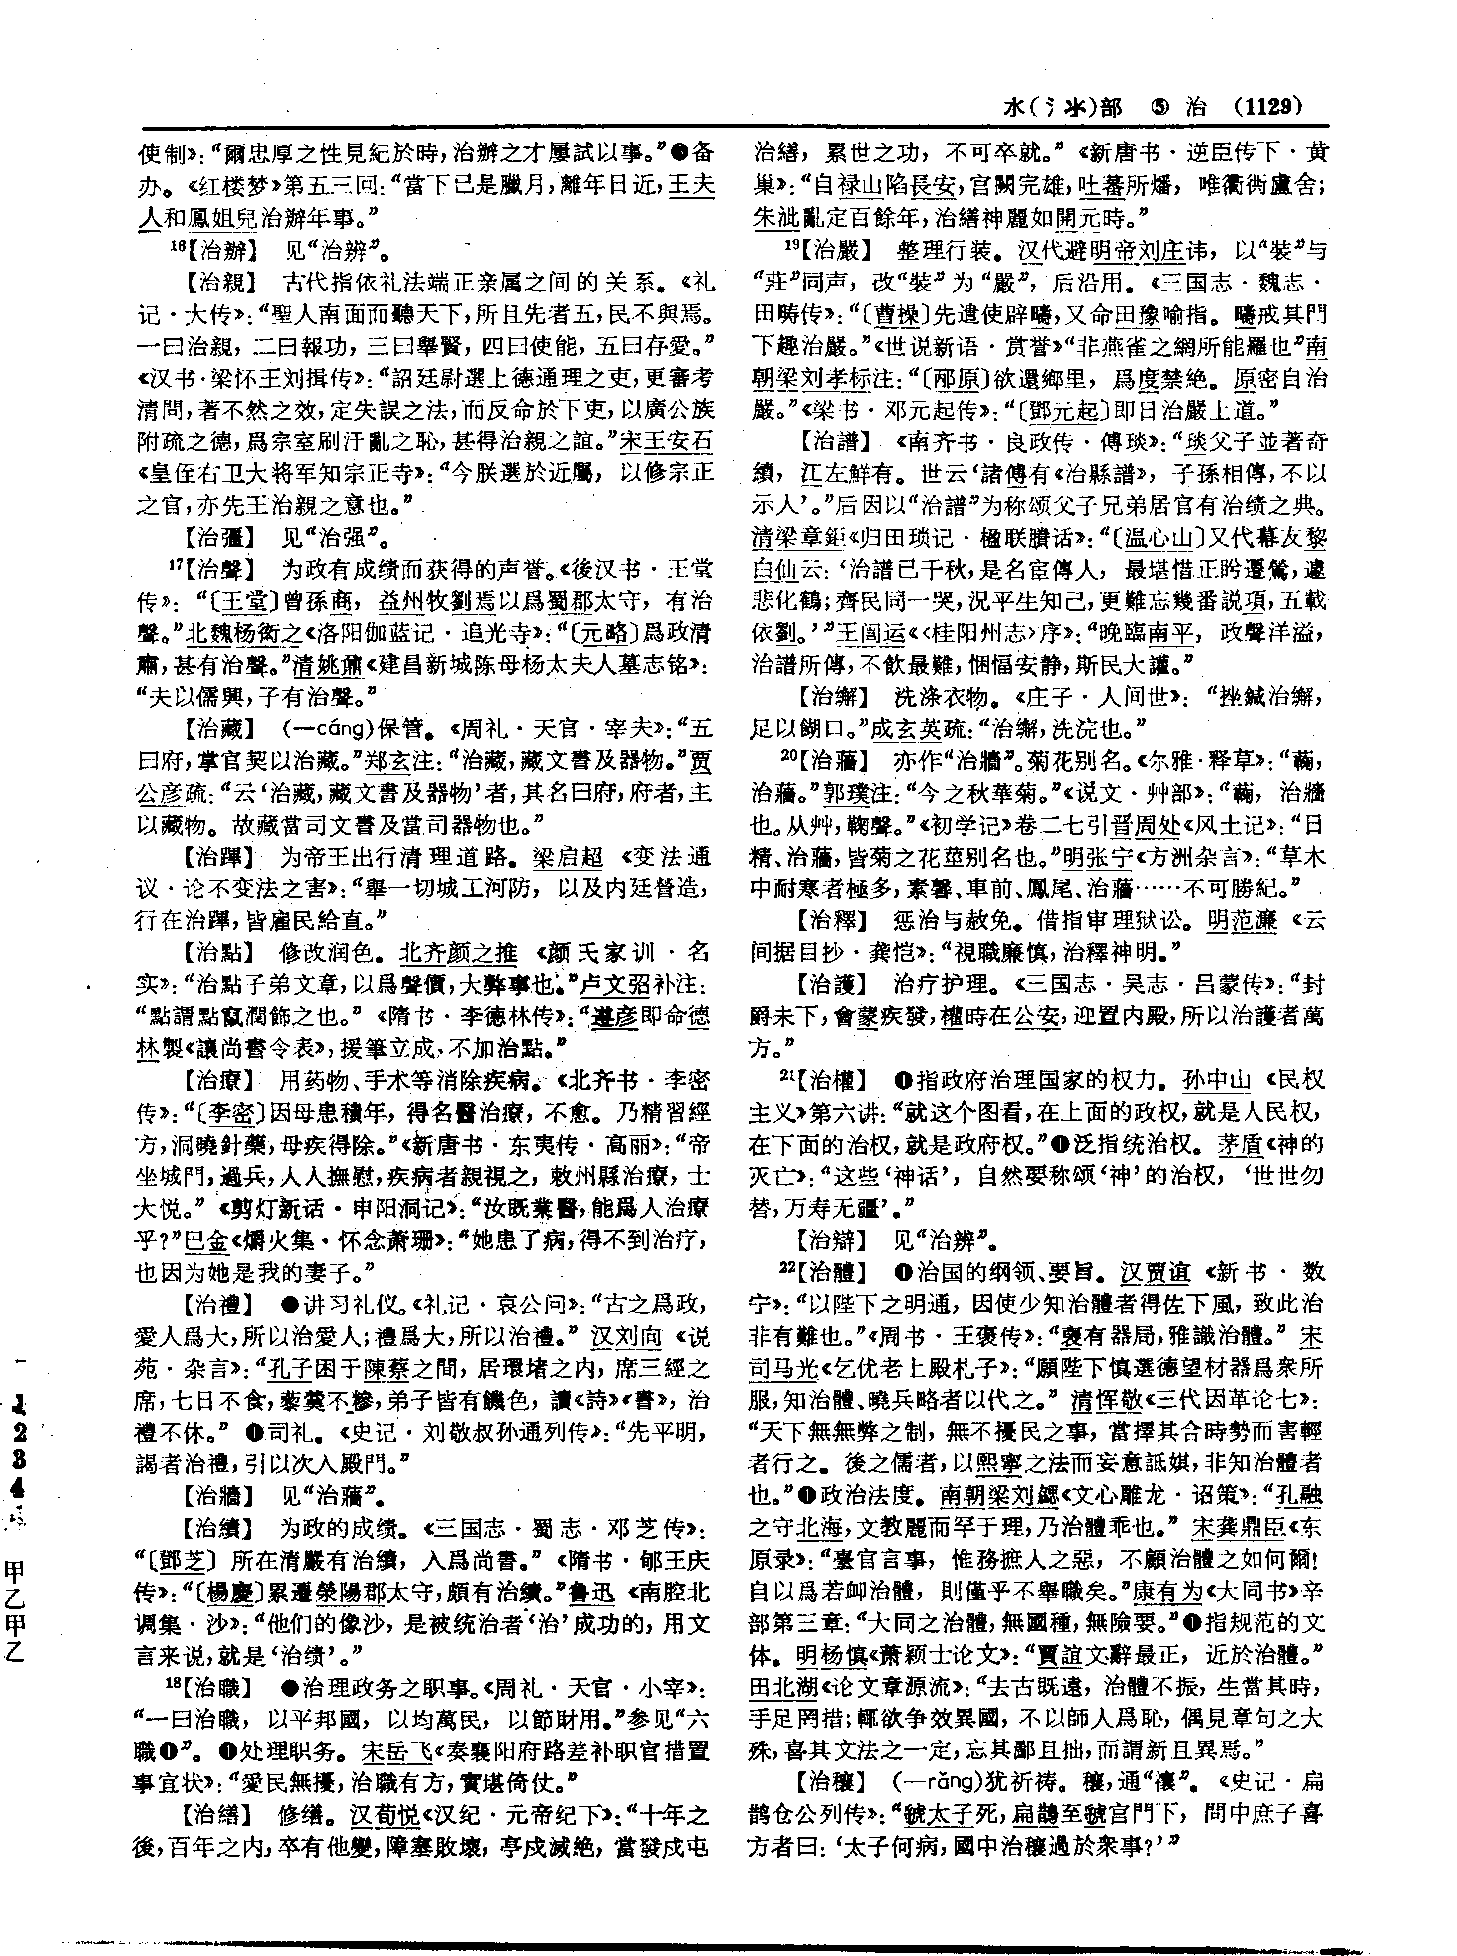 水(氵氺)部 ⑤ 治 (1129)
使制》：“爾忠厚之性見紀於時，治辦之才屢試以事。”❷备
办。《红楼梦》第五三回：“當下已是臘月，離年日近，王夫
人和鳳姐兒治辦年事。”
16【治辦】 见“治辨”。
【治親】 古代指依礼法端正亲属之间的关系。《礼
记·大传》：“聖人南面而聽天下，所且先者五，民不與焉。
一曰治親，二曰報功，三曰舉賢，四曰使能，五曰存愛。”
《汉书·梁怀王刘揖传》：“詔廷尉選上德通理之吏，更審考
清問，著不然之效，定失誤之法，而反命於下吏，以廣公族
附疏之德，爲宗室刷汙亂之恥，甚得治親之誼。”宋王安石
《皇侄右卫大将军知宗正寺》：“今朕選於近屬，以修宗正
之官，亦先王治親之意也。”
【治彊】 见“治强”。
17【治聲】 为政有成绩而获得的声誉。《後汉书·王堂
传》：“〔王堂〕曾孫商，益州牧劉焉以爲蜀郡太守，有治
聲。”北魏杨衒之《洛阳伽蓝记·追光寺》：“〔元略〕爲政清
肅，甚有治聲。”清姚鼐《建昌新城陈母杨太夫人墓志铭》：
“夫以儒興，子有治聲。”
【治藏】 (—cáng)保管。《周礼·天官·宰夫》：“五
曰府，掌官契以治藏。”郑玄注：“治藏，藏文書及器物。”贾
公彦疏：“云‘治藏，藏文書及器物’者，其名曰府，府者，主
以藏物。故藏當司文書及當司器物也。”
【治蹕】 为帝王出行清理道路。梁启超《变法通
议·论不变法之害》：“舉一切城工河防，以及内廷營造，
行在治蹕，皆雇民給直。”
【治點】 修改润色。北齐颜之推《颜氏家训·名
实》：“治點子弟文章，以爲聲價，大弊事也。”卢文弨补注：
“點謂點竄潤飾之也。”《隋书·李德林传》：“遵彦即命德
林製《讓尚書令表》，援筆立成，不加治點。”
【治療】 用药物、手术等消除疾病。《北齐书·李密
传》：“〔李密〕因母患積年，得名醫治療，不愈。乃精習經
方，洞曉針藥，母疾得除。”《新唐书·东夷传·高丽》：“帝
坐城門，過兵，人人撫慰，疾病者親視之，敕州縣治療，士
大悦。”《剪灯新话·申阳洞记》：“汝既業醫，能爲人治療
乎？”巴金《爝火集·怀念萧珊》：“她患了病，得不到治疗，
也因为她是我的妻子。”
【治禮】 ❶讲习礼仪。《礼记·哀公问》：“古之爲政，
愛人爲大，所以治愛人；禮爲大，所以治禮。”汉刘向《说
苑·杂言》：“孔子困于陳蔡之間，居環堵之内，席三經之
席，七日不食，藜羹不糝，弟子皆有饑色，讀《詩》《書》，治
禮不休。”❷司礼。《史记·刘敬叔孙通列传》：“先平明，
謁者治禮，引以次入殿門。”
【治牆】 见“治蘠”。
【治績】 为政的成绩。《三国志·蜀志·邓芝传》：
“〔鄧芝〕所在清嚴有治績，入爲尚書。”《隋书·郇王庆
传》：“〔楊慶〕累遷滎陽郡太守，頗有治績。”鲁迅《南腔北
调集·沙》：“他们的像沙，是被统治者‘治’成功的，用文
言来说，就是‘治绩’。”
18【治職】 ❶治理政务之职事。《周礼·天官·小宰》：
“一曰治職，以平邦國，以均萬民，以節財用。”参见“六
職❶”。❷处理职务。宋岳飞《奏襄阳府路差补职官措置
事宜状》：“愛民無擾，治職有方，實堪倚仗。”
【治繕】 修缮。汉荀悦《汉纪·元帝纪下》：“十年之
後，百年之内，卒有他變，障塞敗壞，亭戍滅絶，當發戍屯
治繕，累世之功，不可卒就。”《新唐书·逆臣传下·黄
巢》：“自禄山陷長安，宫闕完雄，吐蕃所燔，唯衢衖廬舍；
朱泚亂定百餘年，治繕神麗如開元時。”
19【治嚴】 整理行装。汉代避明帝刘庄讳，以“裝”与
“莊”同声，改“裝”为“嚴”，后沿用。《三国志·魏志·
田畴传》：“〔曹操〕先遣使辟疇，又命田豫喻指。疇戒其門
下趣治嚴。”《世说新语·赏誉》“非燕雀之網所能羅也”南
朝梁刘孝标注：“〔邴原〕欲還鄉里，爲度禁絶。原密自治
嚴。”《梁书·邓元起传》：“〔鄧元起〕即日治嚴上道。”
【治譜】 《南齐书·良政传·傅琰》：“琰父子並著奇
績，江左鮮有。世云‘諸傅有《治縣譜》，子孫相傳，不以
示人’。”后因以“治譜”为称颂父子兄弟居官有治绩之典。
清梁章鉅《归田琐记·楹联賸话》：“〔温心山〕又代幕友黎
白仙云：‘治譜已千秋，是名宦傳人，最堪惜正盼遷鶯，遽
悲化鶴；齊民同一哭，況平生知己，更難忘幾番説項，五載
依劉。’”王闿运《〈桂阳州志〉序》：“晚臨南平，政聲洋溢，
治譜所傳，不飲最難，悃愊安静，斯民大讙。”
【治繲】 洗涤衣物。《庄子·人间世》：“挫鍼治繲，
足以餬口。”成玄英疏：“治繲，洗浣也。”
20【治蘠】 亦作“治牆”。菊花别名。《尔雅·释草》：“蘜，
治蘠。”郭璞注：“今之秋華菊。”《说文·艸部》：“蘜，治牆
也。从艸，鞠聲。”《初学记》卷二七引晋周处《风土记》：“日
精、治蘠，皆菊之花莖别名也。”明张宁《方洲杂言》：“草木
中耐寒者極多，素馨、車前、鳳尾、治蘠……不可勝紀。”
【治釋】 惩治与赦免。借指审理狱讼。明范濂《云
间据目抄·龚恺》：“視職廉慎，治釋神明。”
【治護】 治疗护理。《三国志·吴志·吕蒙传》：“封
爵未下，會蒙疾發，權時在公安，迎置内殿，所以治護者萬
方。”
21【治權】 ❶指政府治理国家的权力。孙中山《民权
主义》第六讲：“就这个图看，在上面的政权，就是人民权，
在下面的治权，就是政府权。”❷泛指统治权。茅盾《神的
灭亡》：“这些‘神话’，自然要称颂‘神’的治权，‘世世勿
替，万寿无疆’。”
【治辯】 见“治辨”。
22【治體】 ❶治国的纲领、要旨。汉贾谊《新书·数
宁》：“以陛下之明通，因使少知治體者得佐下風，致此治
非有難也。”《周书·王褒传》：“褒有器局，雅識治體。”宋
司马光《乞优老上殿札子》：“願陛下慎選德望材器爲衆所
服，知治體、曉兵略者以代之。”清恽敬《三代因革论七》：
“天下無無弊之制，無不擾民之事，當擇其合時勢而害輕
者行之。後之儒者，以熙寧之法而妄意詆娸，非知治體者
也。”❷政治法度。南朝梁刘勰《文心雕龙·诏策》：“孔融
之守北海，文教麗而罕于理，乃治體乖也。”宋龚鼎臣《东
原录》：“臺官言事，惟務摭人之惡，不顧治體之如何爾！
自以爲若卹治體，則僅乎不舉職矣。”康有为《大同书》辛
部第三章：“大同之治體，無國種，無險要。”❸指规范的文
体。明杨慎《萧颖士论文》：“賈誼文辭最正，近於治體。”
田北湖《论文章源流》：“去古既遠，治體不振，生當其時，
手足罔措；輒欲争效異國，不以師人爲恥，偶見章句之大
殊，喜其文法之一定，忘其鄙且拙，而謂新且異焉。”
【治穰】 (—rǎng)犹祈祷。穰，通“禳”。《史记·扁
鹊仓公列传》：“虢太子死，扁鵲至虢宫門下，問中庶子喜
方者曰：‘太子何病，國中治穰過於衆事？’”
1
2
3
4
甲
乙
甲
乙